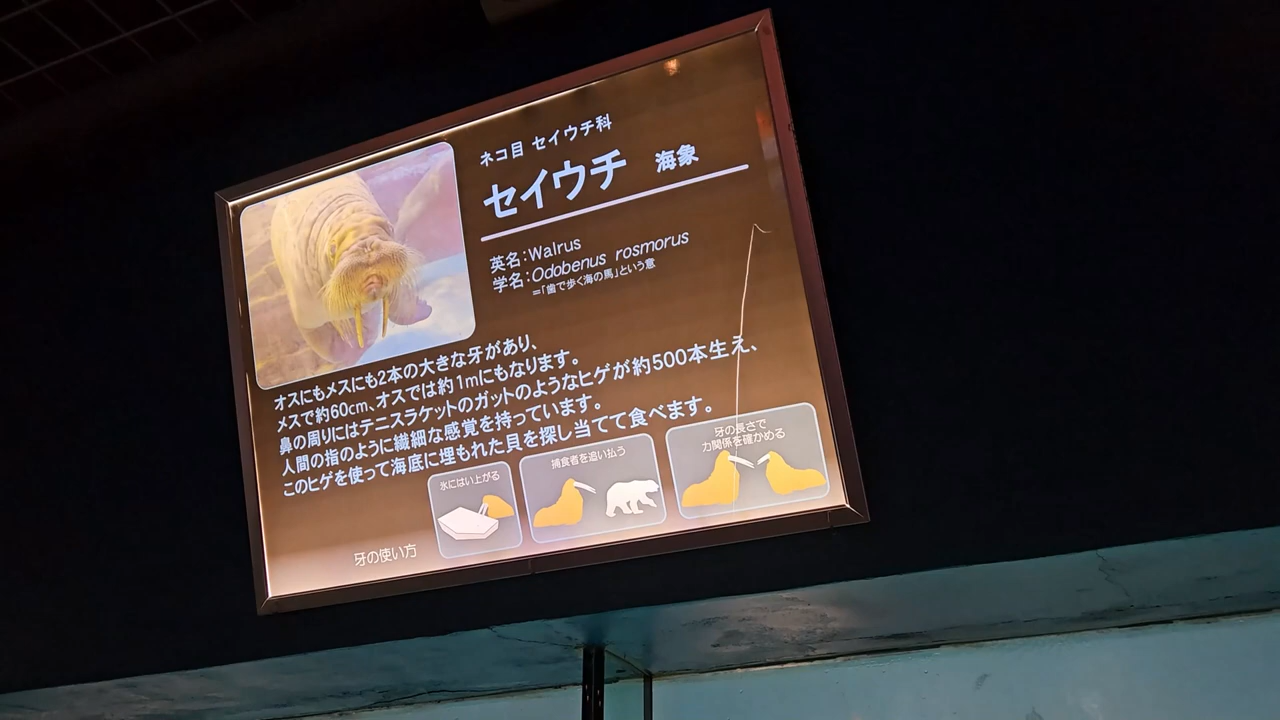 ネコ目 セイウチ科
セイウチ 海象
英名:Walrus
学名:Odobenus rosmorus
=「歯で歩く海の馬」という意
オスにもメスにも2本の大きな牙があり、
メスで約60cm、オスでは約1mにもなります。
鼻の周りにはテニスラケットのガットのようなヒゲが約500本生え、
人間の指のように繊細な感覚を持っています。
このヒゲを使って海底に埋もれた貝を探し当てて食べます。
牙の使い方
氷にはい上がる
捕食者を追い払う
牙の長さで
力関係を確かめる